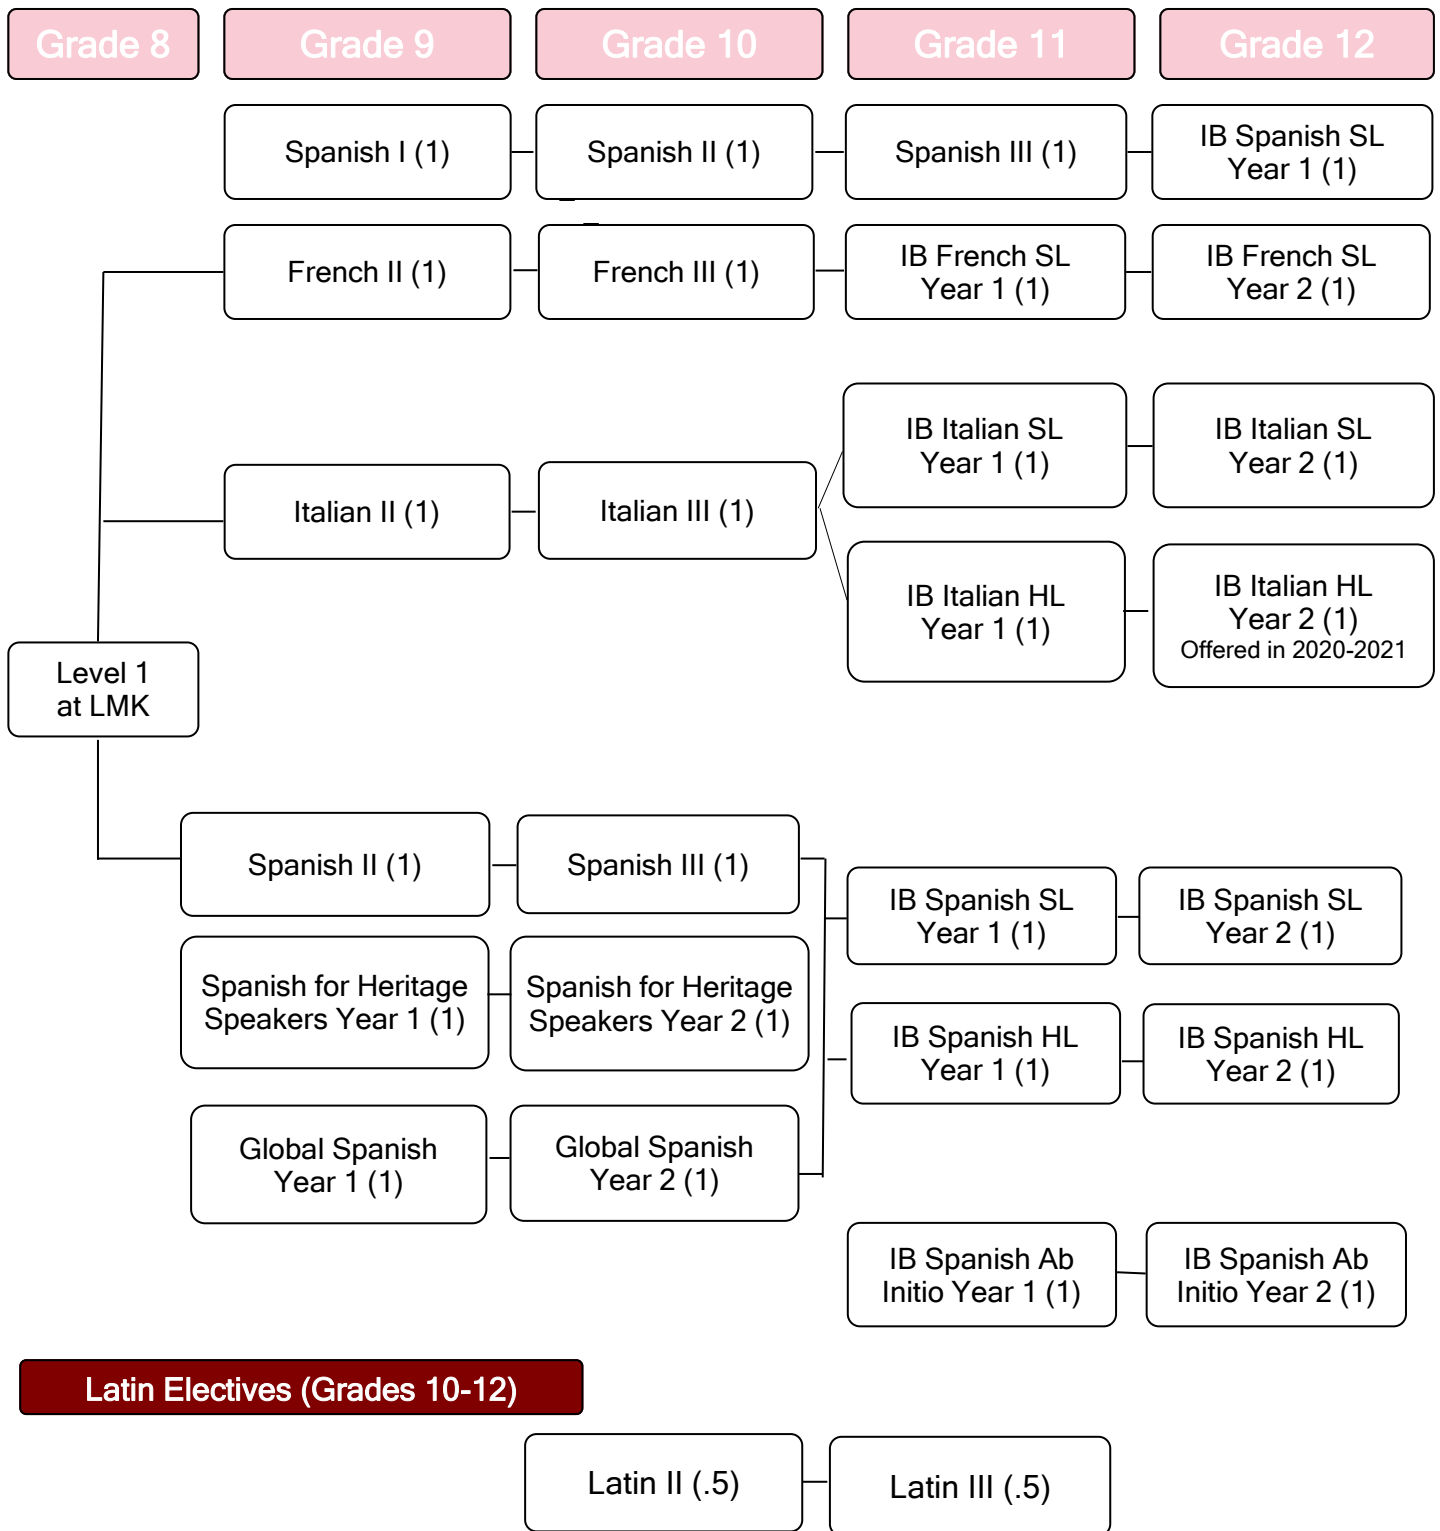 Grade 8
Grade 9
Grade 10
Grade 11
Grade 12
Spanish I (1)
Spanish II (1)
Spanish III (1)
IB Spanish SL
Year 1 (1)
French II (1)
French III (1)
IB French SL
Year 1 (1)
IB French SL
Year 2 (1)
Italian II (1)
Italian III (1)
IB Italian SL
Year 1 (1)
IB Italian SL
Year 2 (1)
IB Italian HL
Year 1 (1)
IB Italian HL
Year 2 (1)
Offered in 2020-2021
Level 1
at LMK
Spanish II (1)
Spanish III (1)
IB Spanish SL
Year 1 (1)
IB Spanish SL
Year 2 (1)
Spanish for Heritage
Speakers Year 1 (1)
Spanish for Heritage
Speakers Year 2 (1)
IB Spanish HL
Year 1 (1)
IB Spanish HL
Year 2 (1)
Global Spanish
Year 1 (1)
Global Spanish
Year 2 (1)
IB Spanish Ab
Initio Year 1 (1)
IB Spanish Ab
Initio Year 2 (1)
Latin Electives (Grades 10-12)
Latin II (.5)
Latin III (.5)